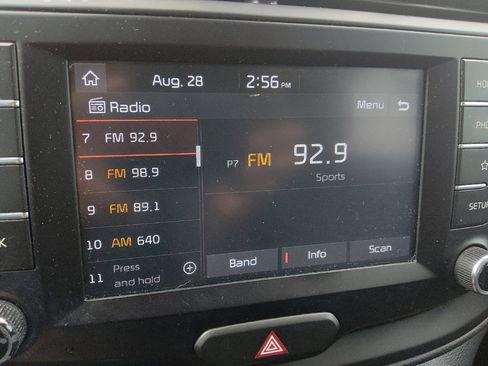 Aug. 28 2:56 PM
Radio Menu
7 FM 92.9
8 FM 98.9
9 FM 89.1
10 AM 640
11 Press and hold
P7 FM 92.9
Sports
Band Info Scan
SETUP